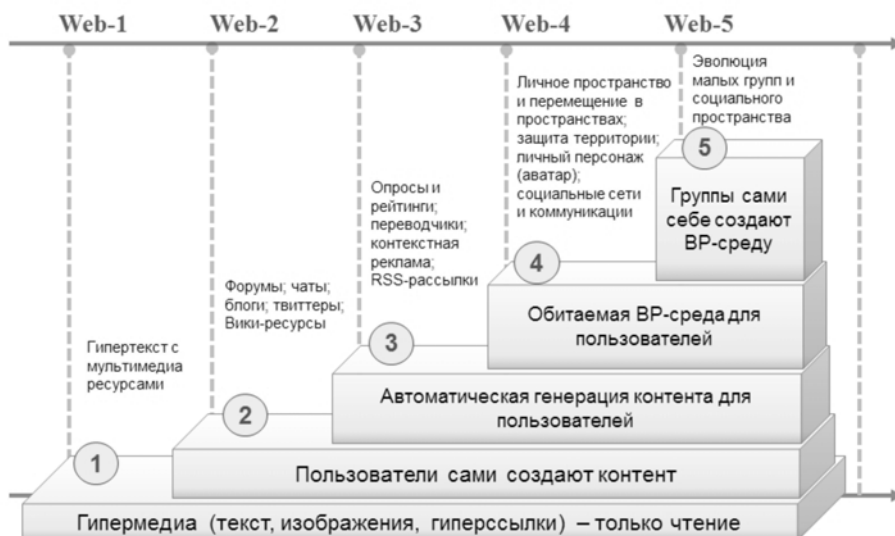 Web-1
Web-2
Web-3
Web-4
Web-5
Эволюция
малых групп и
социального
пространства
Личное пространство
и перемещение в
пространствах;
защита территории;
личный персонаж
(аватар);
социальные сети
и коммуникации
5
Группы сами
себе создают
ВР-среду
Опросы и
рейтинги;
переводчики;
контекстная
реклама;
RSS-рассылки
4
Обитаемая ВР-среда для
пользователей
Форумы; чаты;
блоги; твиттеры;
Вики-ресурсы
3
Автоматическая генерация контента для
пользователей
Гипертекст с
мультимедиа
ресурсами
2
Пользователи сами создают контент
1
Гипермедиа (текст, изображения, гиперссылки) – только чтение